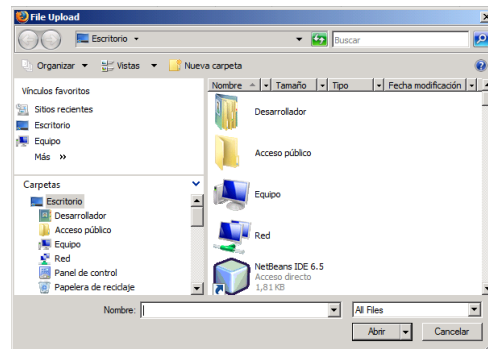 File Upload
Escritorio
Buscar
Organizar
Vistas
Nueva carpeta
Vínculos favoritos
Sitios recientes
Escritorio
Equipo
Más »
Carpetas
Escritorio
Desarrollador
Acceso público
Equipo
Red
Panel de control
Papelera de reciclaje
Nombre Tamaño Tipo Fecha modificación
Desarrollador
Acceso público
Equipo
Red
NetBeans IDE 6.5
Acceso directo
1,81 KB
Nombre:
All Files
Abrir Cancelar